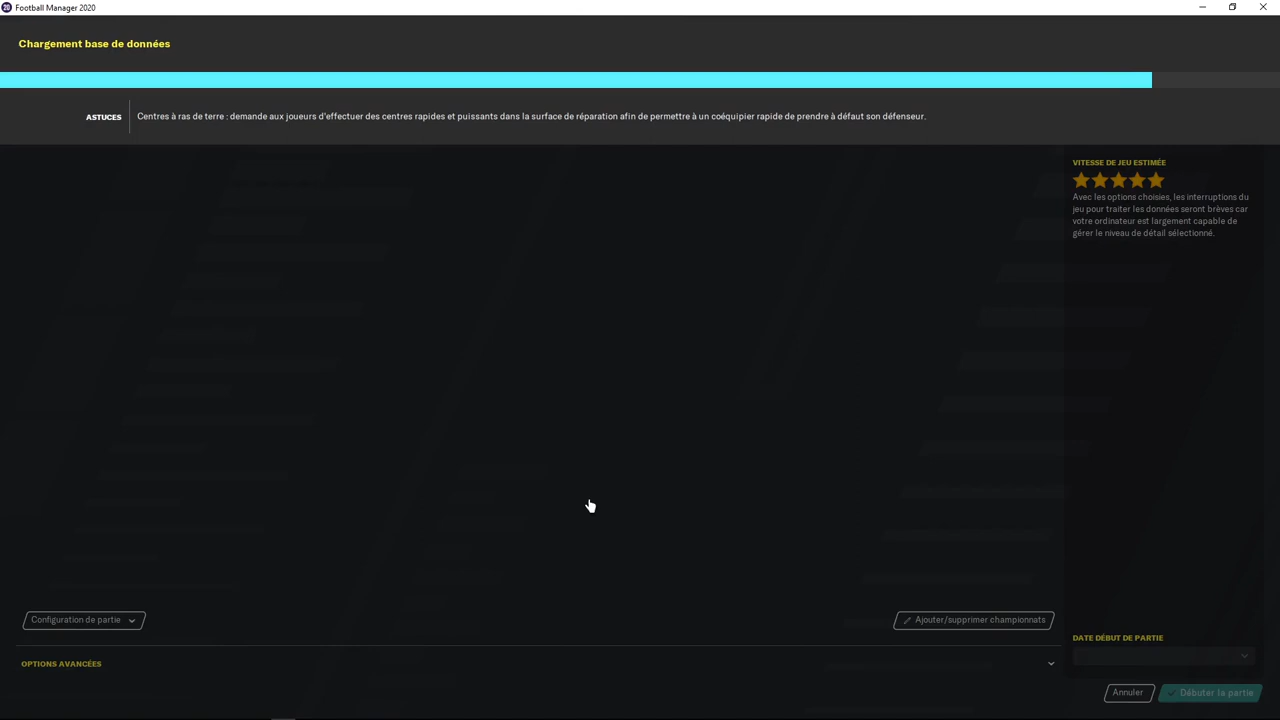 20 Football Manager 2020
Chargement base de données
ASTUCES
Centres à ras de terre : demande aux joueurs d'effectuer des centres rapides et puissants dans la surface de réparation afin de permettre à un coéquipier rapide de prendre à défaut son défenseur.
VITESSE DE JEU ESTIMÉE
Avec les options choisies, les interruptions du
jeu pour traiter les données seront brèves car
votre ordinateur est largement capable de
gérer le niveau de détail sélectionné.
Configuration de partie
Ajouter/supprimer championnats
DATE DÉBUT DE PARTIE
OPTIONS AVANCÉES
Annuler
Débuter la partie